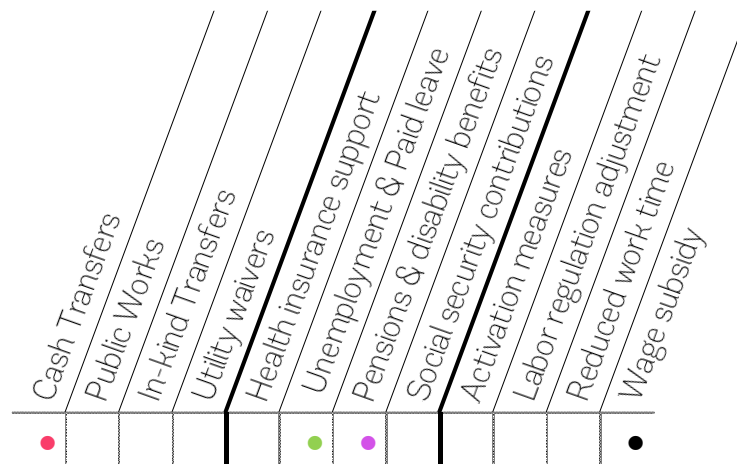 Cash Transfers
Public Works
In-kind Transfers
Utility waivers
Health insurance support
Unemployment & Paid leave
Pensions & disability benefits
Social security contributions
Activation measures
Labor regulation adjustment
Reduced work time
Wage subsidy